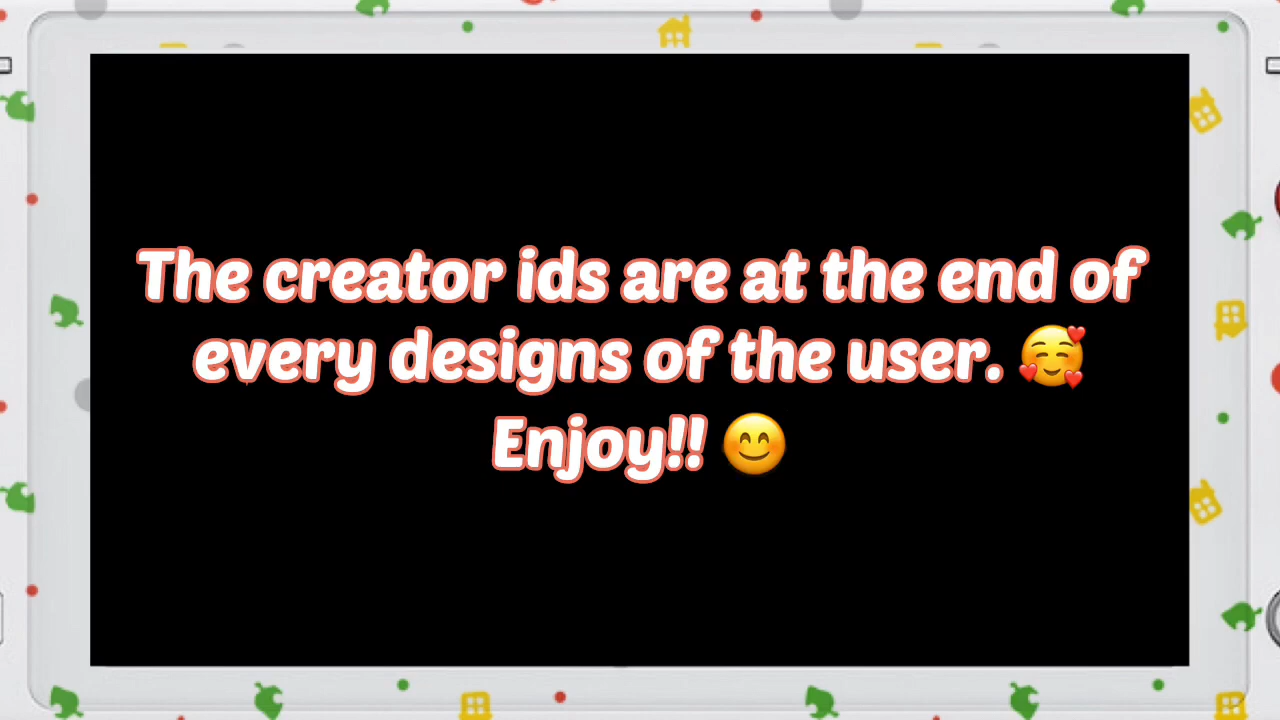 The creator ids are at the end of
every designs of the user. 🥰
Enjoy!! 😊